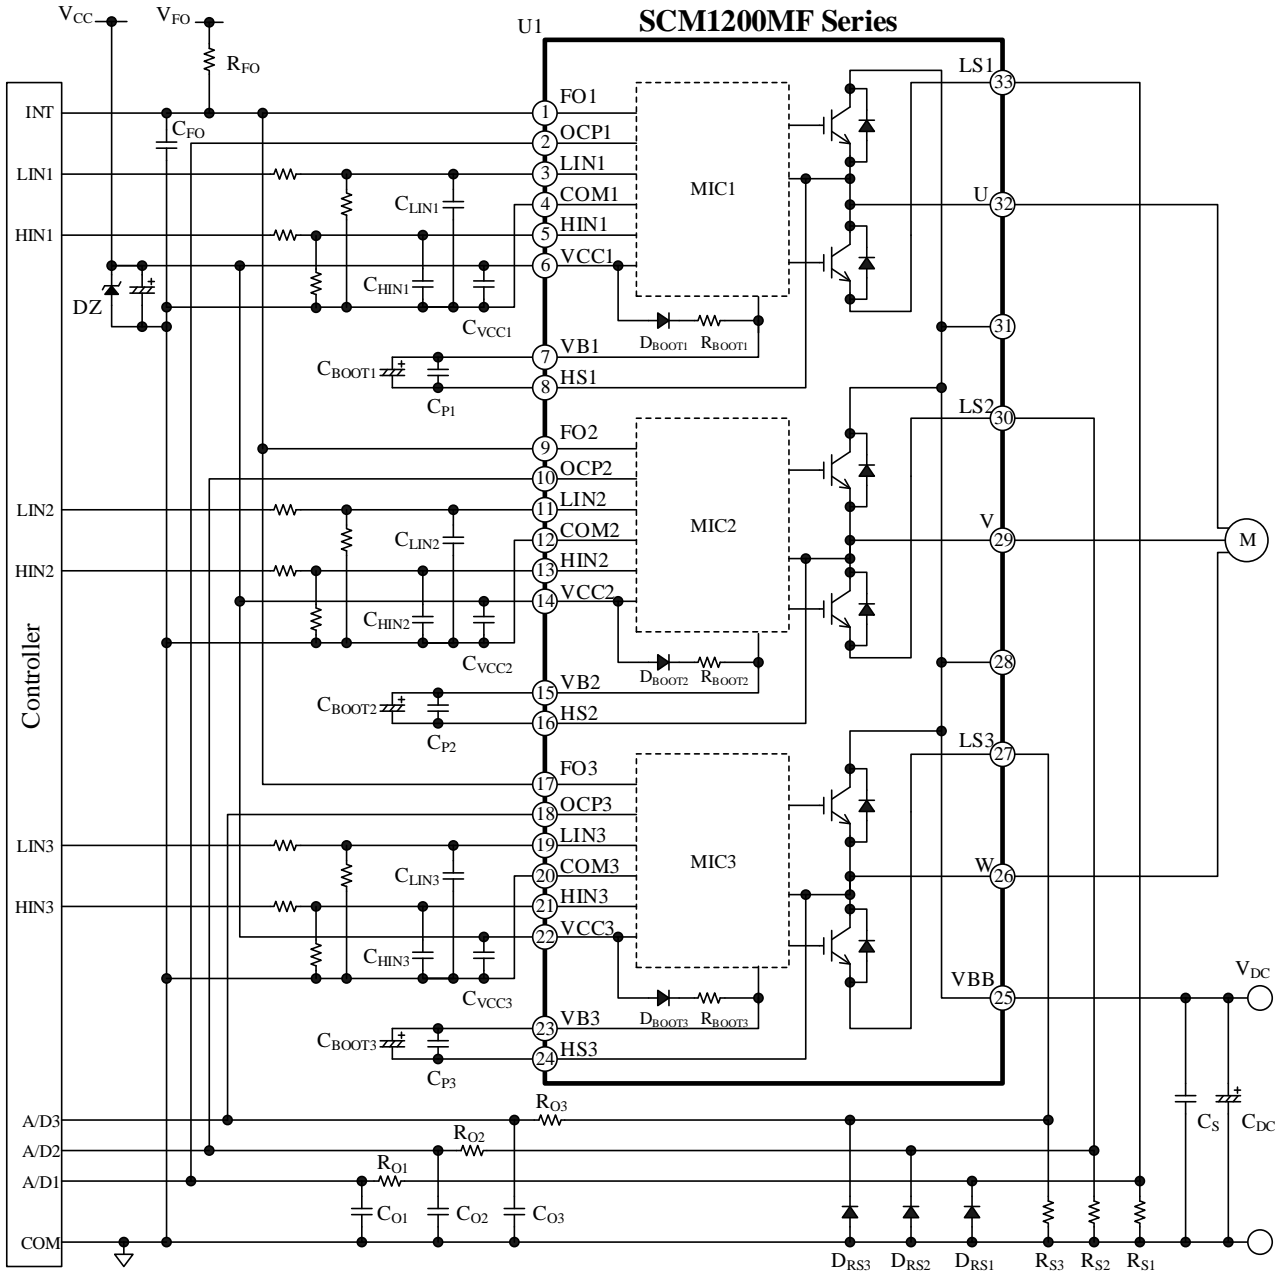 SCM1200MF Series
VCC
VFO
U1
RFO
LS1
33
INT
CFO
1
FO1
2
OCP1
LIN1
CLIN1
3
LIN1
MIC1
4
COM1
U
32
HIN1
5
HIN1
CHIN1
6
VCC1
DZ
CVCC1
DBOOT1
RBOOT1
31
CBOOT1
CP1
7
VB1
8
HS1
LS2
30
9
FO2
10
OCP2
LIN2
CLIN2
11
LIN2
MIC2
12
COM2
V
29
M
HIN2
13
HIN2
CHIN2
14
VCC2
CVCC2
DBOOT2
RBOOT2
28
Controller
CBOOT2
CP2
15
VB2
16
HS2
LS3
27
17
FO3
18
OCP3
LIN3
CLIN3
19
LIN3
MIC3
20
COM3
W
26
HIN3
21
HIN3
CHIN3
22
VCC3
CVCC3
DBOOT3
RBOOT3
VBB
25
VDC
CBOOT3
CP3
23
VB3
24
HS3
CS
CDC
A/D3
RO3
A/D2
RO2
A/D1
RO1
CO1
CO2
CO3
COM
DRS3
DRS2
DRS1
RS3
RS2
RS1